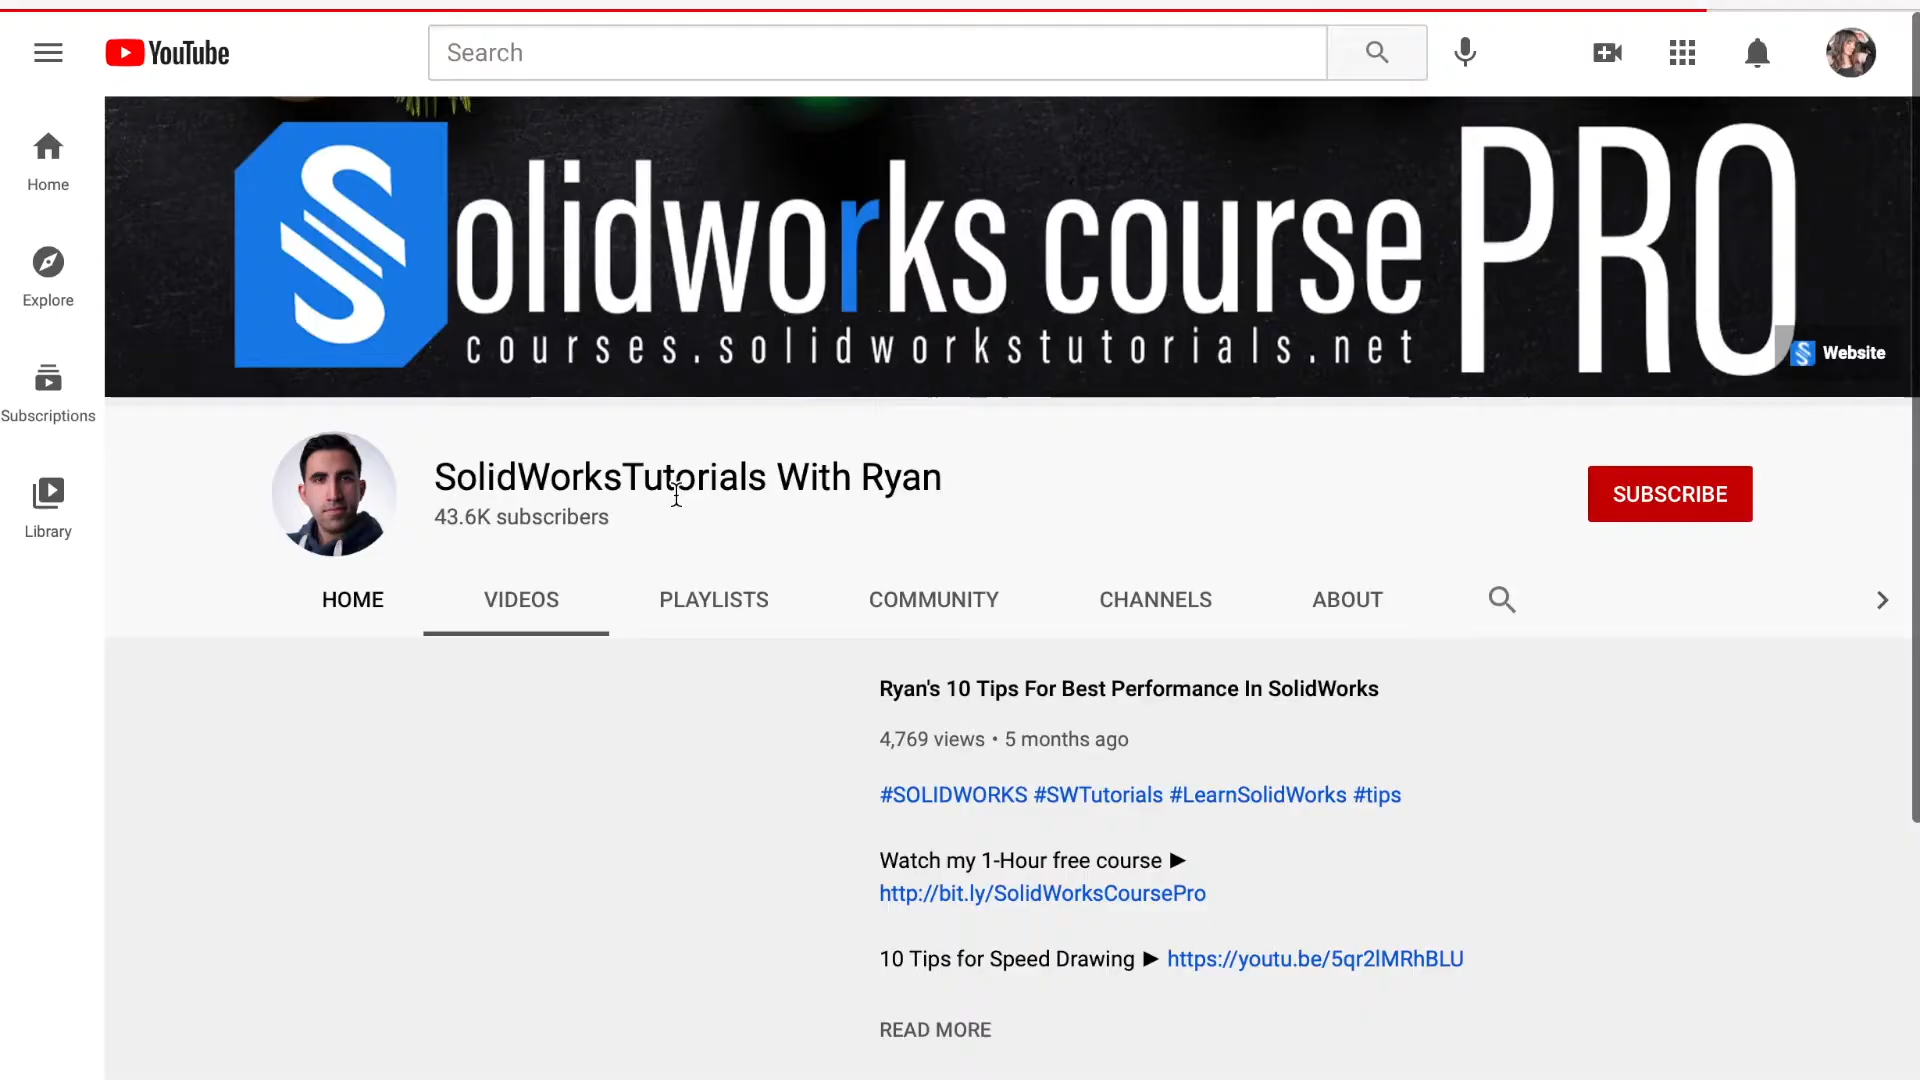 YouTube
Search
Home
Explore
Subscriptions
Library
Solidworks course PRO
courses.solidworkstutorials.net
Website
SolidWorksTutorials With Ryan
43.6K subscribers
SUBSCRIBE
HOME VIDEOS PLAYLISTS COMMUNITY CHANNELS ABOUT
Ryan's 10 Tips For Best Performance In SolidWorks
4,769 views • 5 months ago
#SOLIDWORKS #SWTutorials #LearnSolidWorks #tips
Watch my 1-Hour free course ►
http://bit.ly/SolidWorksCoursePro
10 Tips for Speed Drawing ► https://youtu.be/5qr2lMRhBLU
READ MORE